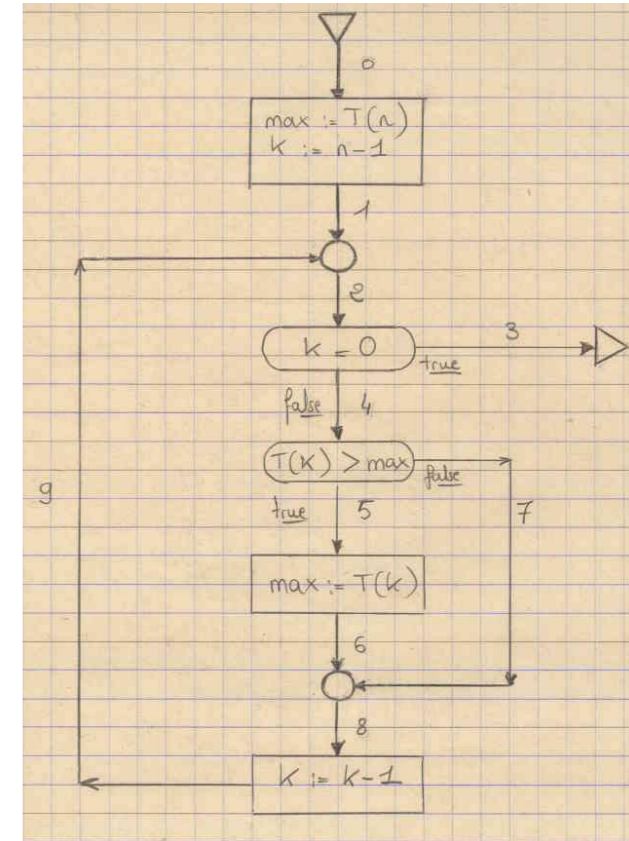 0
max := T(n)
K := n-1
1
2
K = 0
true
3
false 4
T(K) > max
false
true 5
7
9
max := T(k)
6
8
K := k-1